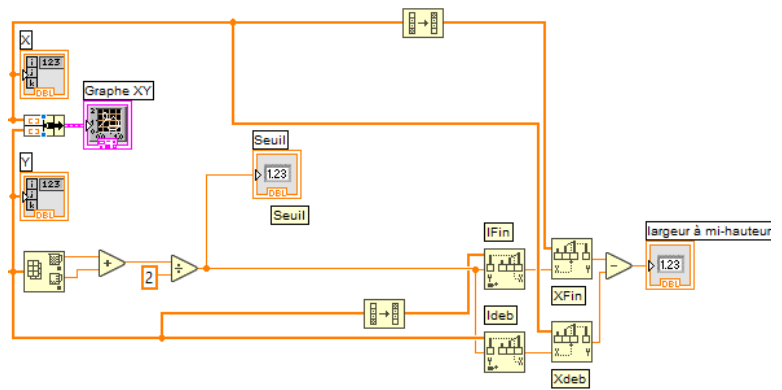 X
123
i
j
k
DBL
Graphe XY
Y
123
i
j
k
DBL
Seuil
1.23
DBL
Seuil
+
2
÷
IFin
Ideb
XFin
Xdeb
-
largeur à mi-hauteur
1.23
DBL